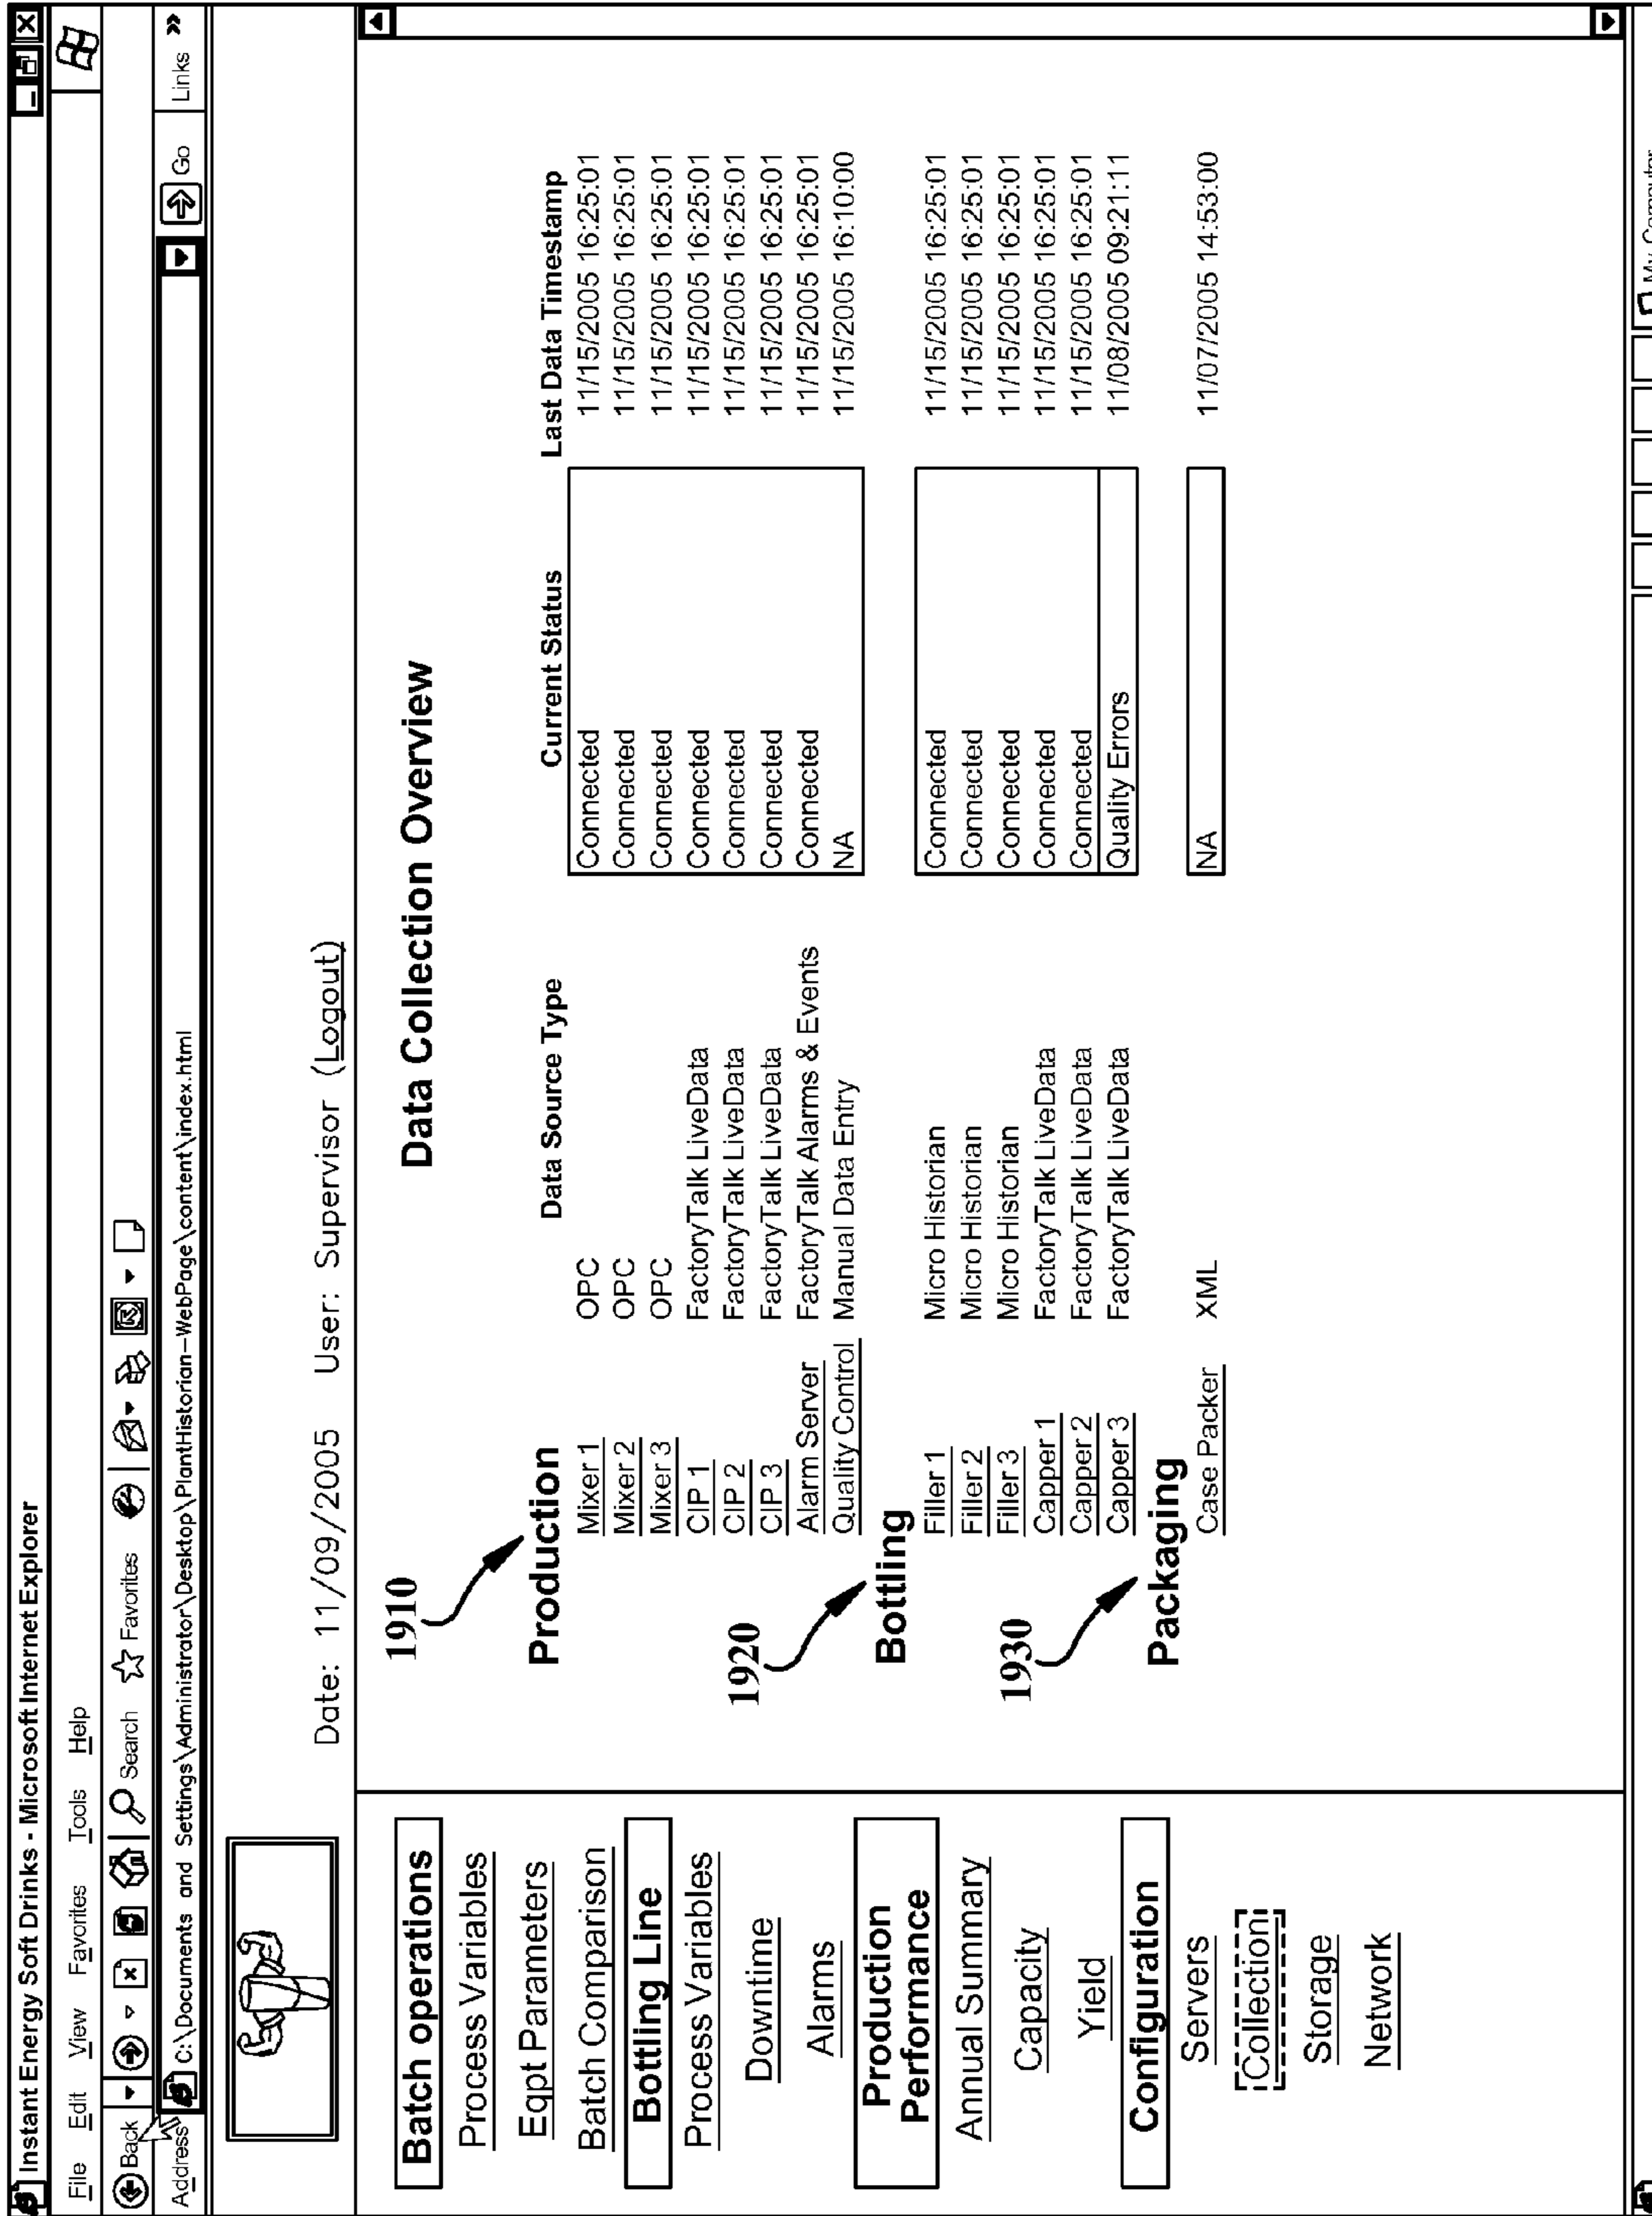 Instant Energy Soft Drinks - Microsoft Internet Explorer
File Edit View Favorites Tools Help
Back Search Favorites
Address C:\Documents and Settings\Administrator\Desktop\PlantHistorian-WebPage\content\index.html Go Links »
Date: 11/09/2005 User: Supervisor (Logout)
Batch operations
Process Variables
Eqpt Parameters
Batch Comparison
Bottling Line
Process Variables
Downtime
Alarms
Production
Performance
Annual Summary
Capacity
Yield
Configuration
Servers
Collection
Storage
Network
Data Collection Overview
1910
Production Data Source Type Current Status Last Data Timestamp
Mixer 1 OPC Connected 11/15/2005 16:25:01
Mixer 2 OPC Connected 11/15/2005 16:25:01
Mixer 3 OPC Connected 11/15/2005 16:25:01
CIP 1 FactoryTalk LiveData Connected 11/15/2005 16:25:01
CIP 2 FactoryTalk LiveData Connected 11/15/2005 16:25:01
CIP 3 FactoryTalk LiveData Connected 11/15/2005 16:25:01
Alarm Server FactoryTalk Alarms & Events Connected 11/15/2005 16:25:01
Quality Control Manual Data Entry NA 11/15/2005 16:10:00
1920
Bottling
Filler 1 Micro Historian Connected 11/15/2005 16:25:01
Filler 2 Micro Historian Connected 11/15/2005 16:25:01
Filler 3 Micro Historian Connected 11/15/2005 16:25:01
Capper 1 FactoryTalk LiveData Connected 11/15/2005 16:25:01
Capper 2 FactoryTalk LiveData Connected 11/15/2005 16:25:01
Capper 3 FactoryTalk LiveData Quality Errors 11/08/2005 09:21:11
1930
Packaging
Case Packer XML NA 11/07/2005 14:53:00
My Computer